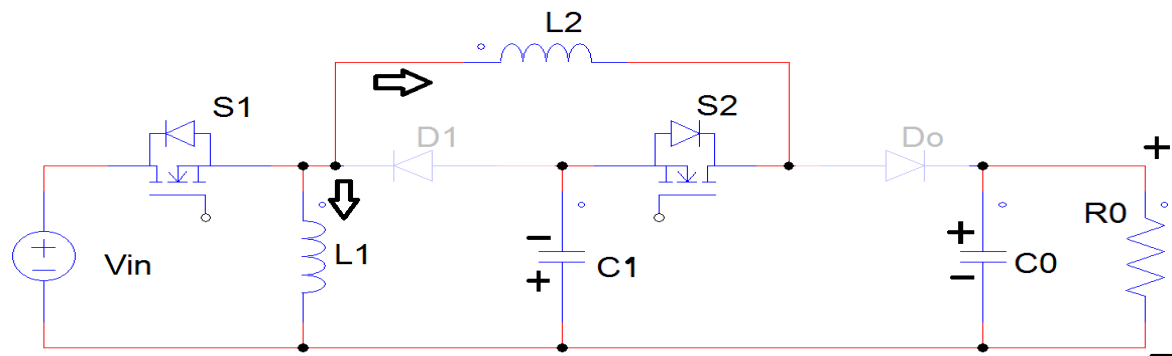 L2
S1
D1
S2
Do
+
R0
Vin
L1
−
+
C1
+
−
C0
−